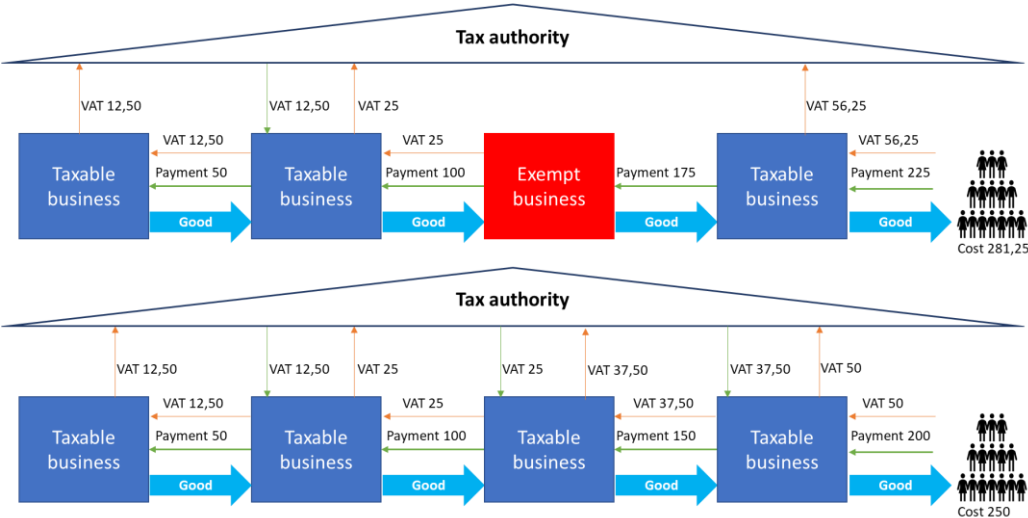 Tax authority
VAT 12,50
VAT 12,50
VAT 25
VAT 56,25
VAT 12,50
VAT 25
VAT 56,25
Taxable
business
Payment 50
Taxable
business
Payment 100
Exempt
business
Payment 175
Taxable
business
Payment 225
Good
Good
Good
Good
Cost 281,25
Tax authority
VAT 12,50
VAT 12,50
VAT 25
VAT 25
VAT 37,50
VAT 37,50
VAT 50
VAT 12,50
VAT 25
VAT 37,50
VAT 50
Taxable
business
Payment 50
Taxable
business
Payment 100
Taxable
business
Payment 150
Taxable
business
Payment 200
Good
Good
Good
Good
Cost 250